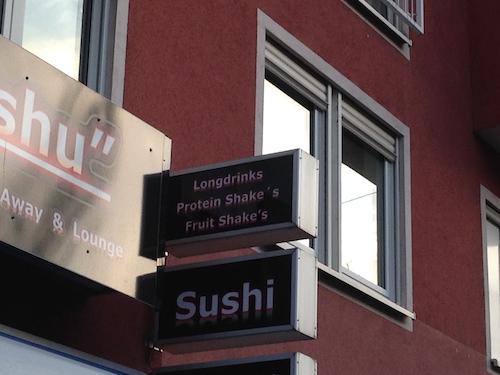 shu"
Away & Lounge
Longdrinks
Protein Shake´s
Fruit Shake's
Sushi